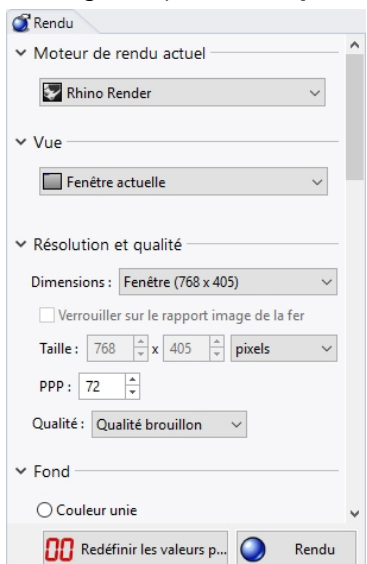 Rendu
Moteur de rendu actuel
Rhino Render
Vue
Fenêtre actuelle
Résolution et qualité
Dimensions : Fenêtre (768 x 405)
Verrouiller sur le rapport image de la fer
Taille : 768 x 405 pixels
PPP : 72
Qualité : Qualité brouillon
Fond
Couleur unie
00 Redéfinir les valeurs p... Rendu